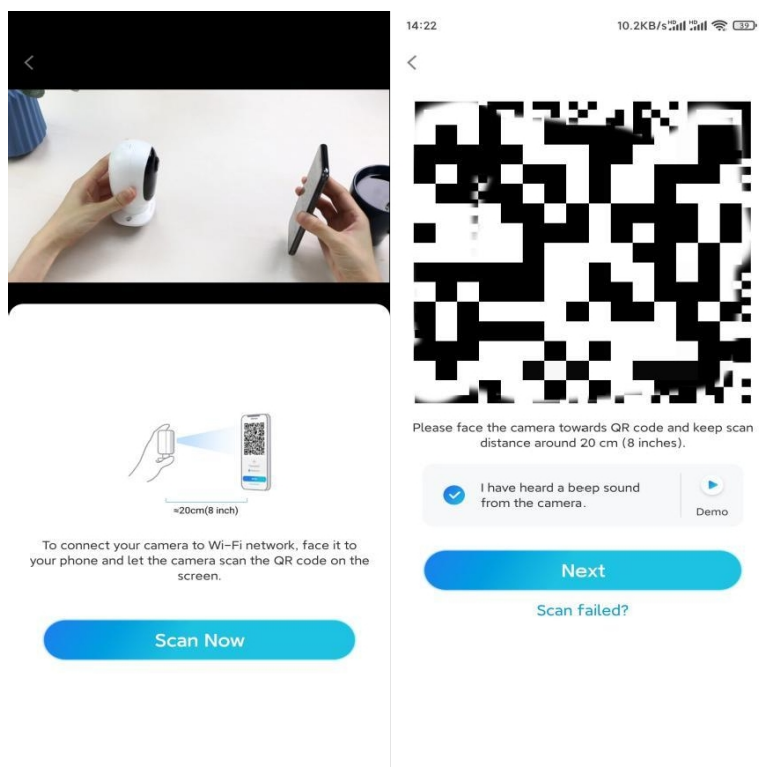 ≈20cm(8 inch)
To connect your camera to Wi-Fi network, face it to
your phone and let the camera scan the QR code on the
screen.
Scan Now
14:22
10.2KB/s HD HD 39
Please face the camera towards QR code and keep scan
distance around 20 cm (8 inches).
I have heard a beep sound
from the camera.
Demo
Next
Scan failed?